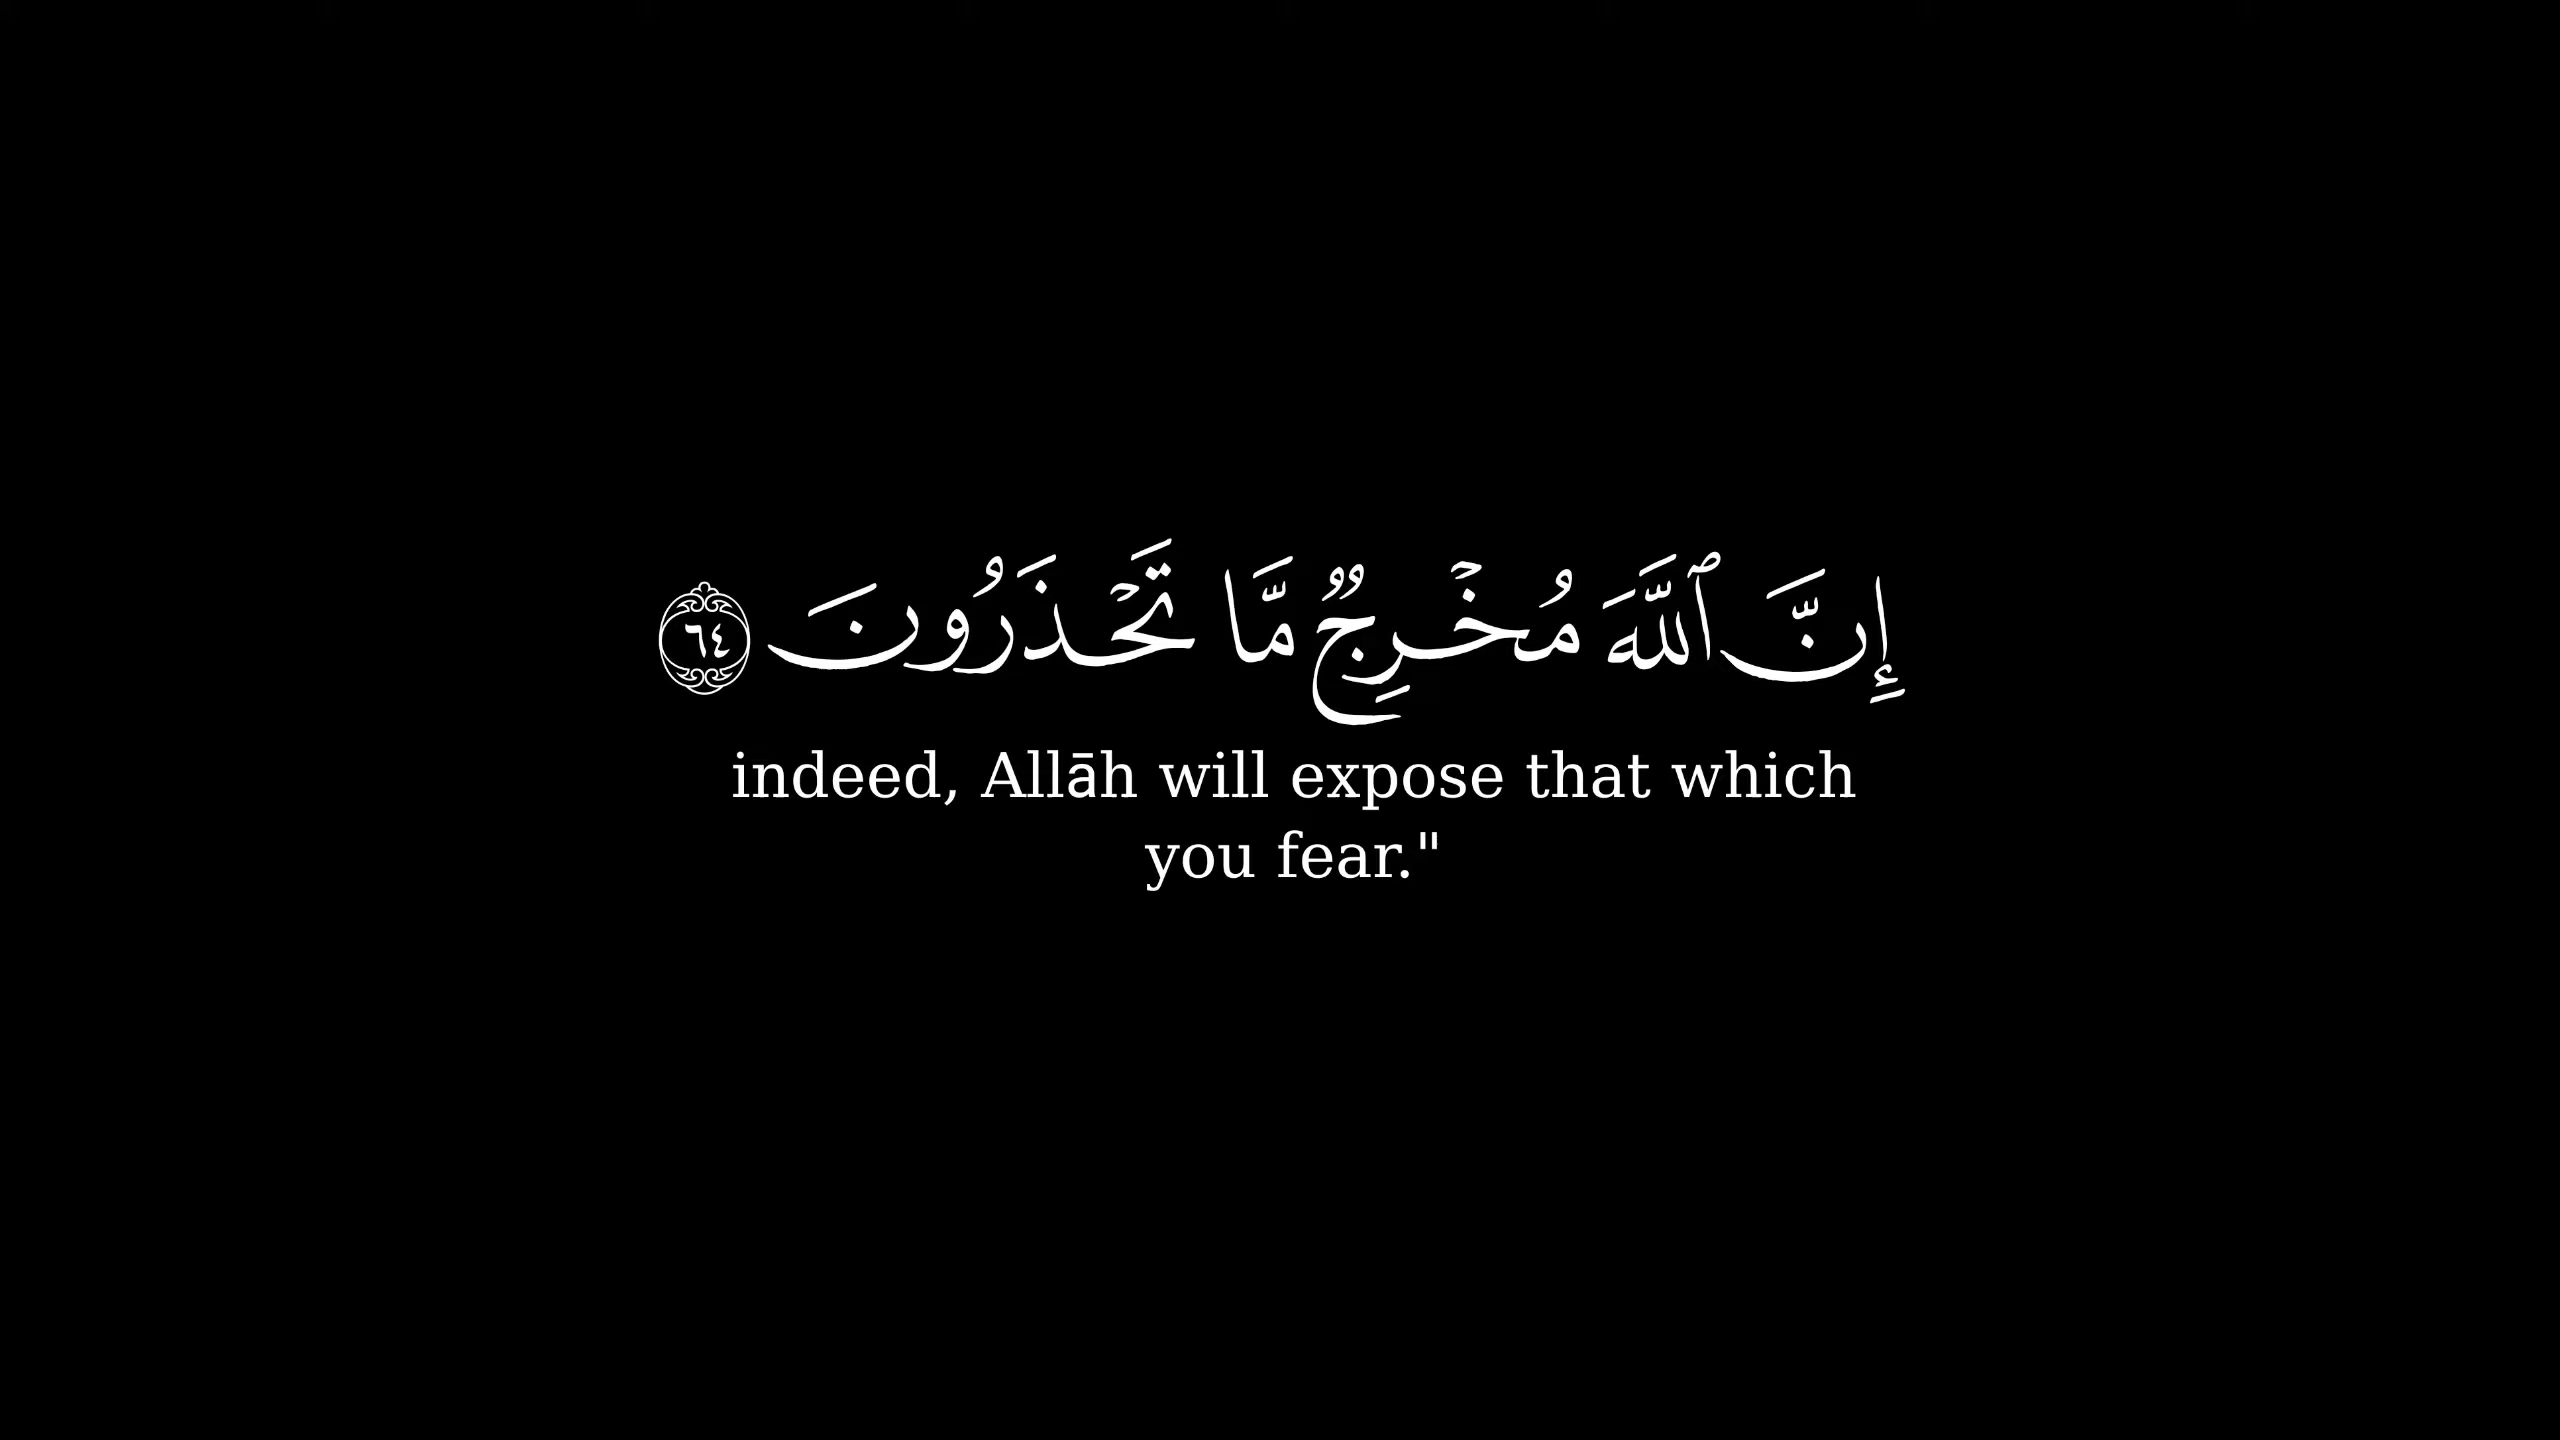 إِنَّ ٱللَّهَ مُخۡرِجٞ مَّا تَحۡذَرُونَ ٦٤
indeed, Allāh will expose that which
you fear."